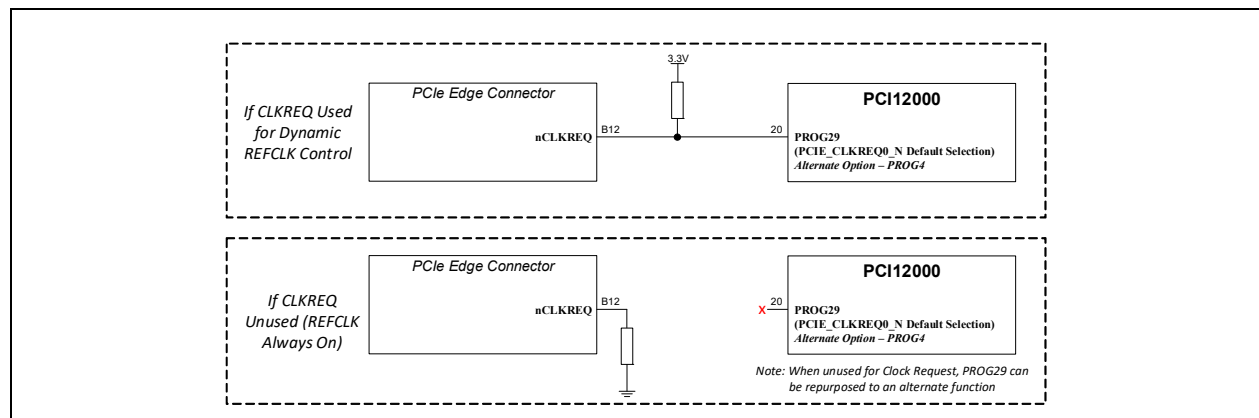 3.3V
If CLKREQ Used
for Dynamic
REFCLK Control
PCIe Edge Connector
nCLKREQ
B12
20
PCI12000
PROG29
(PCIE_CLKREQ0_N Default Selection)
Alternate Option – PROG4
If CLKREQ
Unused (REFCLK
Always On)
PCIe Edge Connector
nCLKREQ
B12
X
20
PCI12000
PROG29
(PCIE_CLKREQ0_N Default Selection)
Alternate Option – PROG4
Note: When unused for Clock Request, PROG29 can
be repurposed to an alternate function